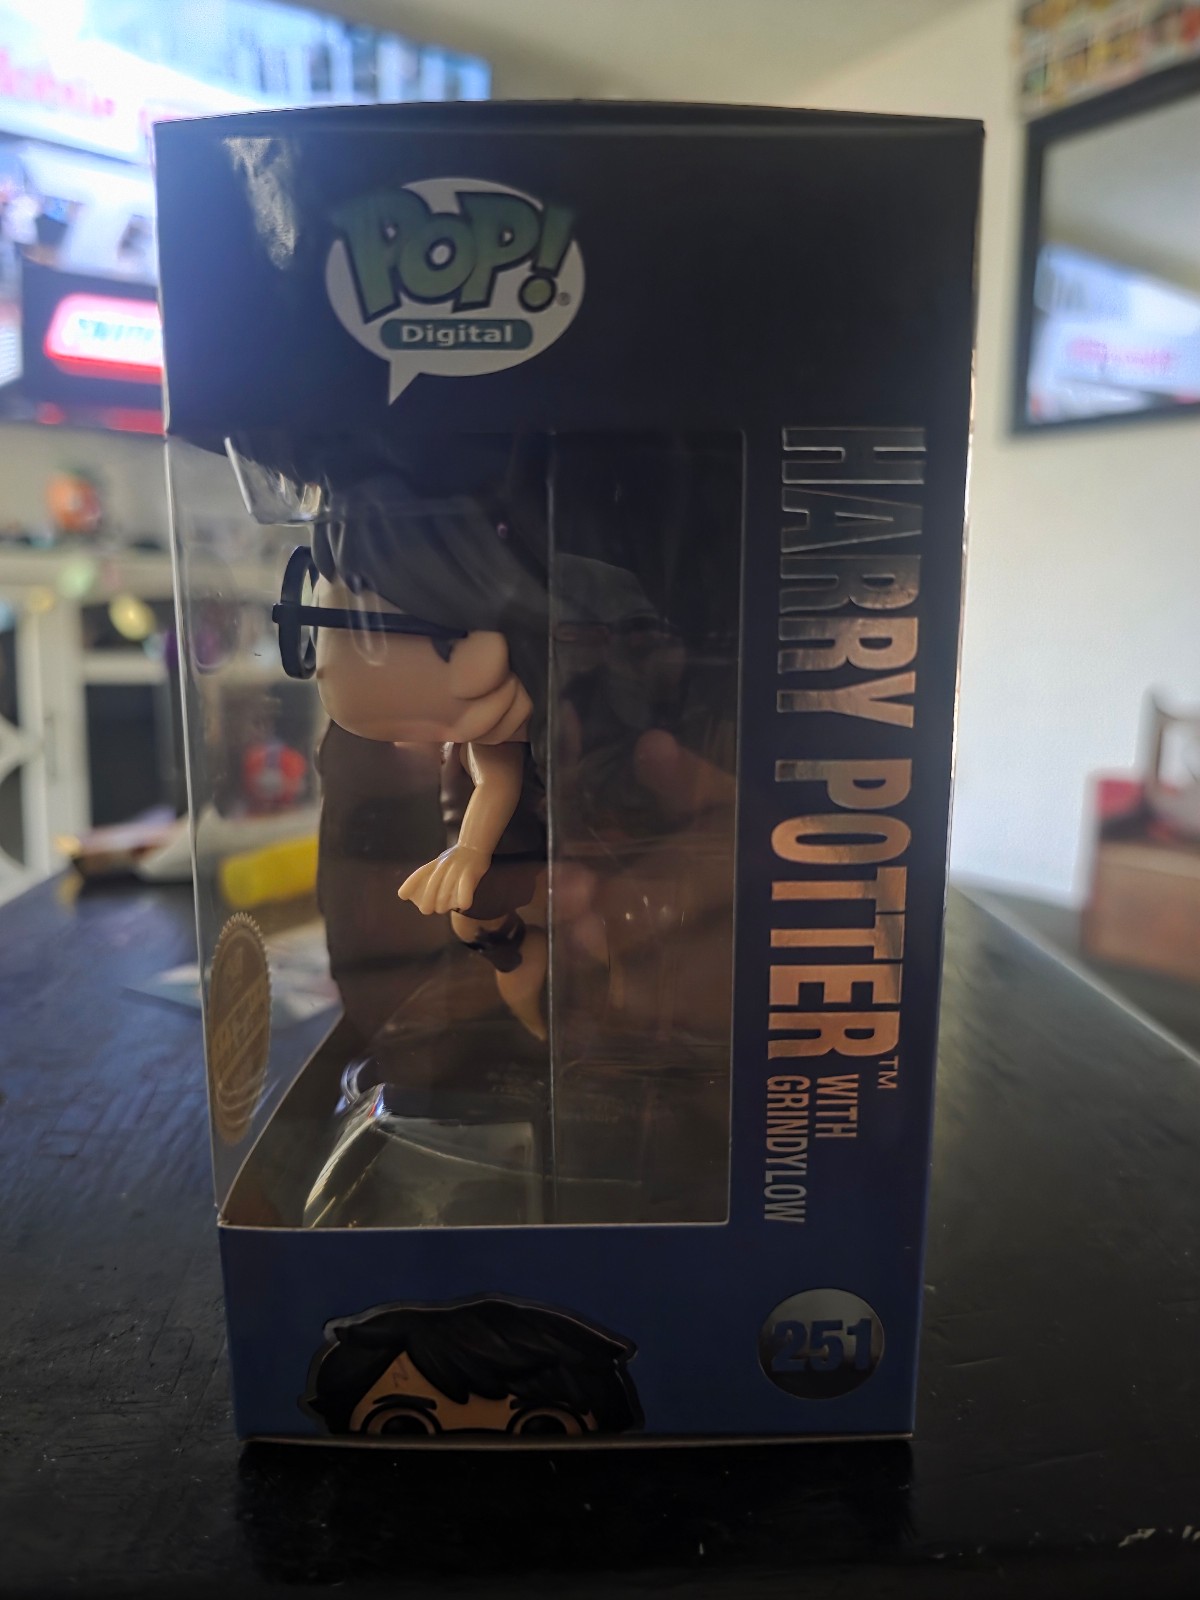 POP!®
Digital
HARRY POTTER™
WITH
GRINDYLOW
251